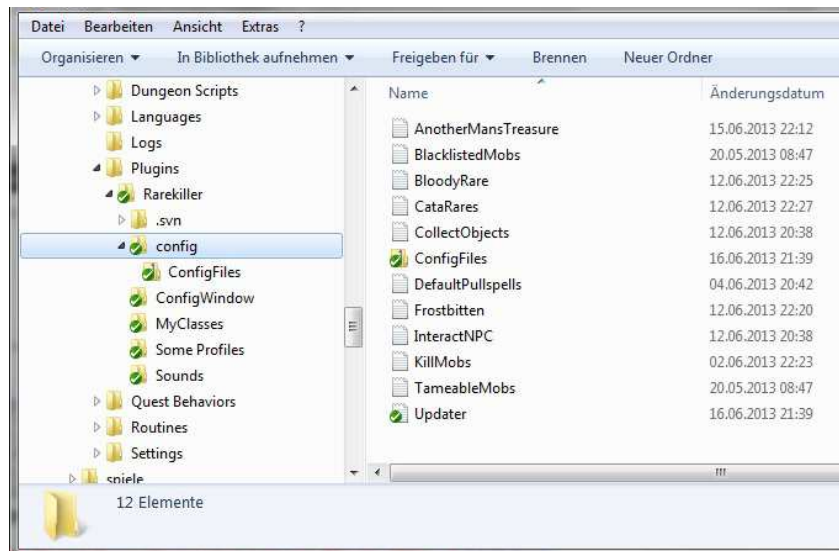 Datei Bearbeiten Ansicht Extras ?
Organisieren In Bibliothek aufnehmen Freigeben für Brennen Neuer Ordner
Dungeon Scripts
Languages
Logs
Plugins
Rarekiller
.svn
config
ConfigFiles
ConfigWindow
MyClasses
Some Profiles
Sounds
Quest Behaviors
Routines
Settings
spiele
Name Änderungsdatum
AnotherMansTreasure 15.06.2013 22:12
BlacklistedMobs 20.05.2013 08:47
BloodyRare 12.06.2013 22:25
CataRares 12.06.2013 22:27
CollectObjects 12.06.2013 20:38
ConfigFiles 16.06.2013 21:39
DefaultPullspells 04.06.2013 20:42
Frostbitten 12.06.2013 22:20
InteractNPC 12.06.2013 20:38
KillMobs 02.06.2013 22:23
TameableMobs 20.05.2013 08:47
Updater 16.06.2013 21:39
12 Elemente